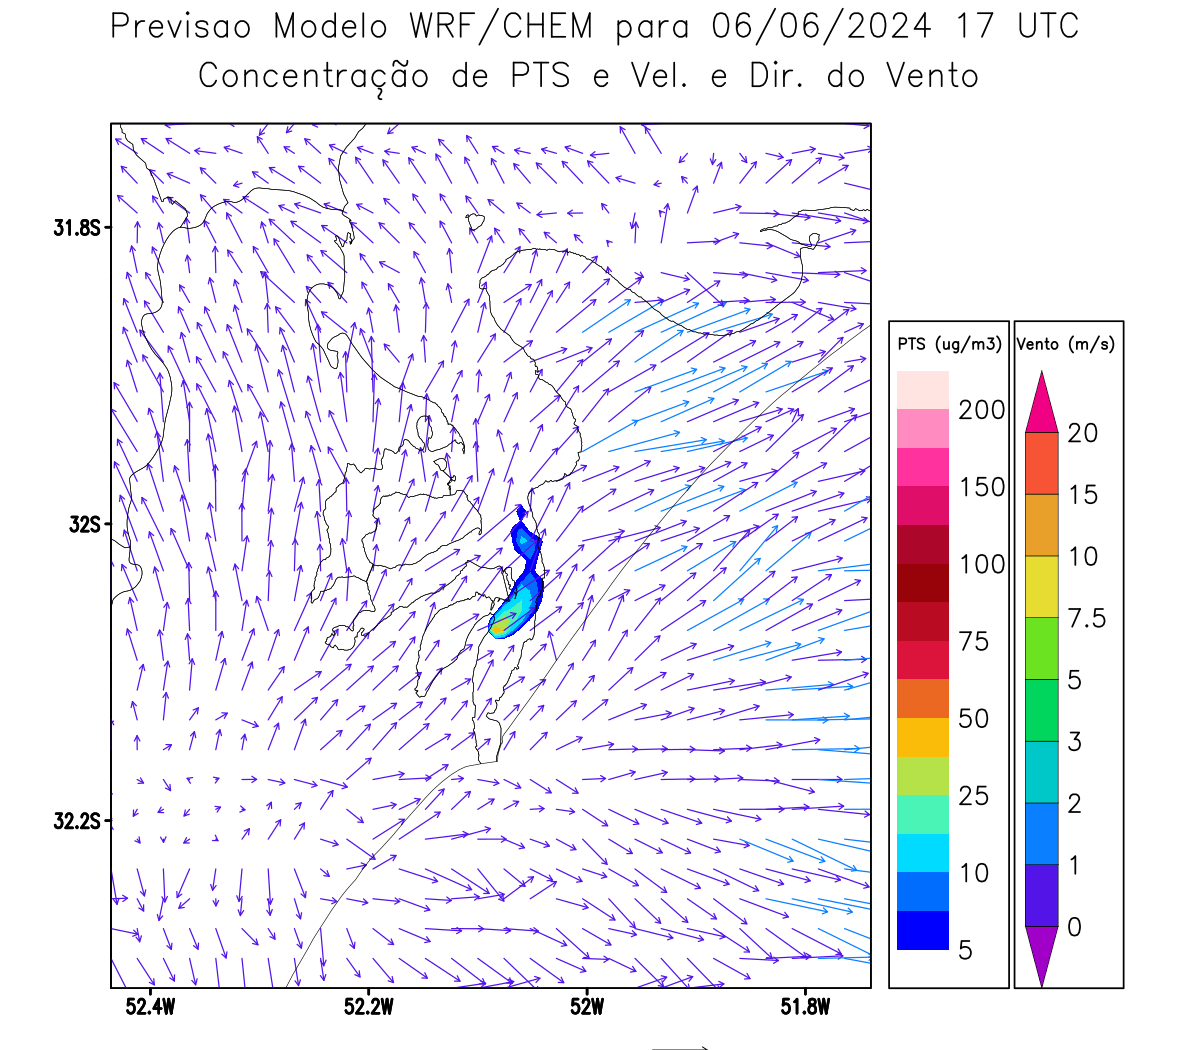 Previsao Modelo WRF/CHEM para 06/06/2024 17 UTC
Concentração de PTS e Vel. e Dir. do Vento
31.8S
32S
32.2S
52.4W
52.2W
52W
51.8W
PTS (ug/m3)
200
150
100
75
50
25
10
5
Vento (m/s)
20
15
10
7.5
5
3
2
1
0